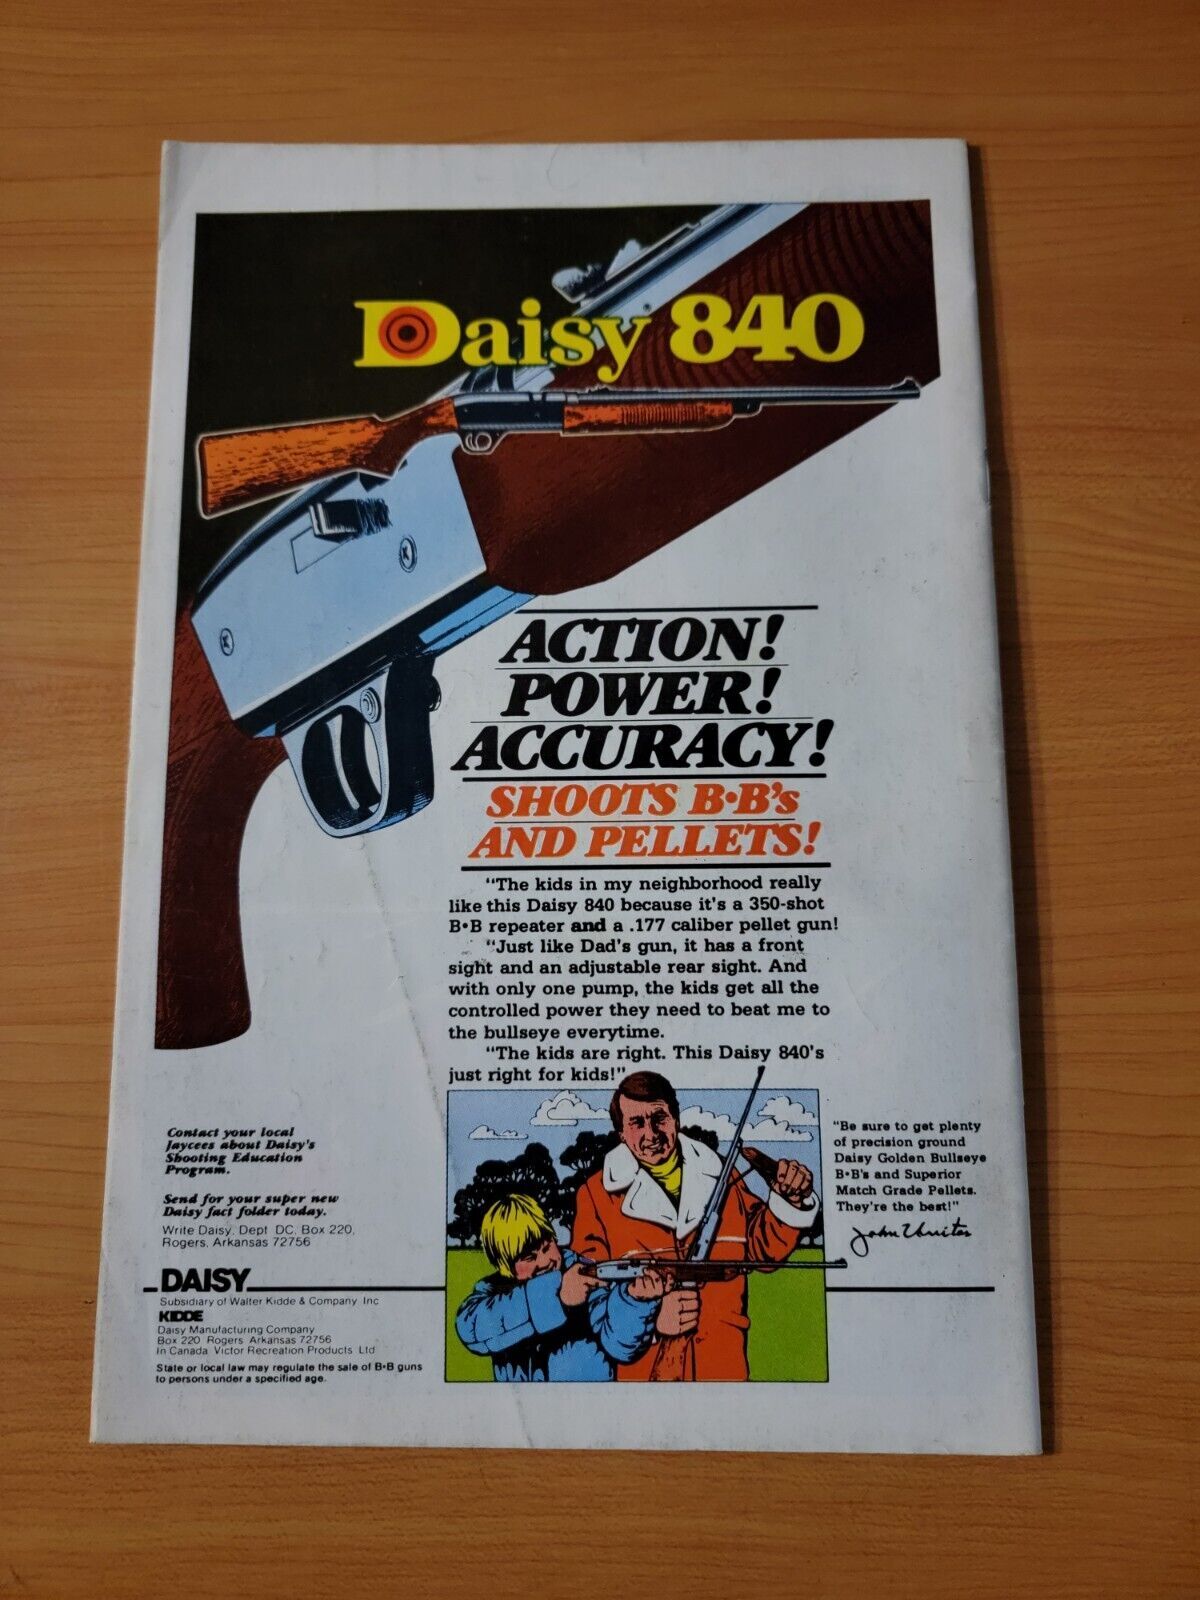 Daisy 840
ACTION!
POWER!
ACCURACY!
SHOOTS B•B's
AND PELLETS!
"The kids in my neighborhood really
like this Daisy 840 because it's a 350-shot
B•B repeater and a .177 caliber pellet gun!
"Just like Dad's gun, it has a front
sight and an adjustable rear sight. And
with only one pump, the kids get all the
controlled power they need to beat me to
the bullseye everytime.
"The kids are right. This Daisy 840's
just right for kids!"
"Be sure to get plenty
of precision ground
Daisy Golden Bullseye
B•B's and Superior
Match Grade Pellets.
They're the best!"
John Unitas
Contact your local
Jaycees about Daisy's
Shooting Education
Program.
Send for your super new
Daisy fact folder today.
Write Daisy, Dept DC, Box 220,
Rogers, Arkansas 72756
DAISY
Subsidiary of Walter Kidde & Company Inc
KIDDE
Daisy Manufacturing Company
Box 220 Rogers Arkansas 72756
In Canada Victor Recreation Products Ltd
State or local law may regulate the sale of B•B guns
to persons under a specified age.